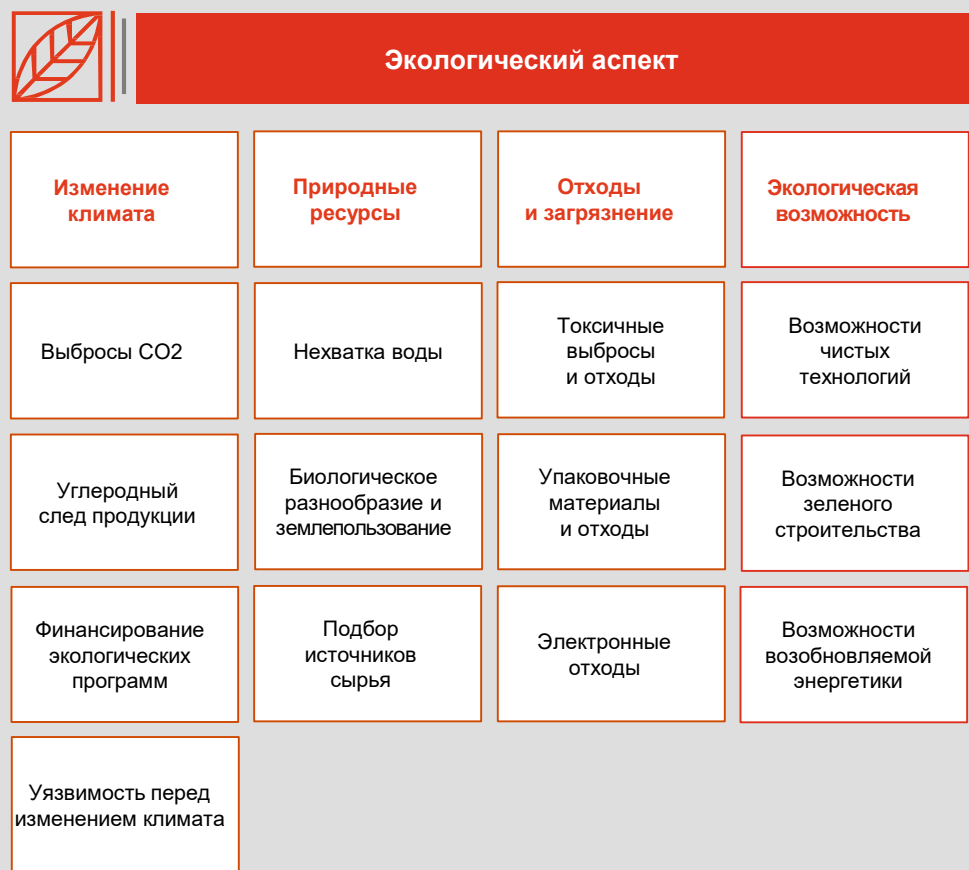 Экологический аспект
Изменение
климата
Природные
ресурсы
Отходы
и загрязнение
Экологическая
возможность
Выбросы CO2
Нехватка воды
Токсичные
выбросы
и отходы
Возможности
чистых
технологий
Углеродный
след продукции
Биологическое
разнообразие и
землепользование
Упаковочные
материалы
и отходы
Возможности
зеленого
строительства
Финансирование
экологических
программ
Подбор
источников
сырья
Электронные
отходы
Возможности
возобновляемой
энергетики
Уязвимость перед
изменением климата